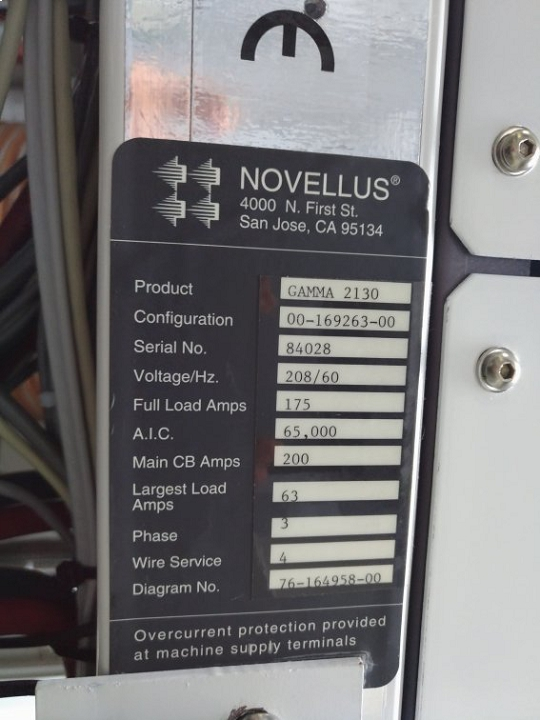 NOVELLUS®
4000 N. First St.
San Jose, CA 95134
Product GAMMA 2130
Configuration 00-169263-00
Serial No. 84028
Voltage/Hz. 208/60
Full Load Amps 175
A.I.C. 65,000
Main CB Amps 200
Largest Load
Amps 63
Phase 3
Wire Service 4
Diagram No. 76-164958-00
Overcurrent protection provided
at machine supply terminals